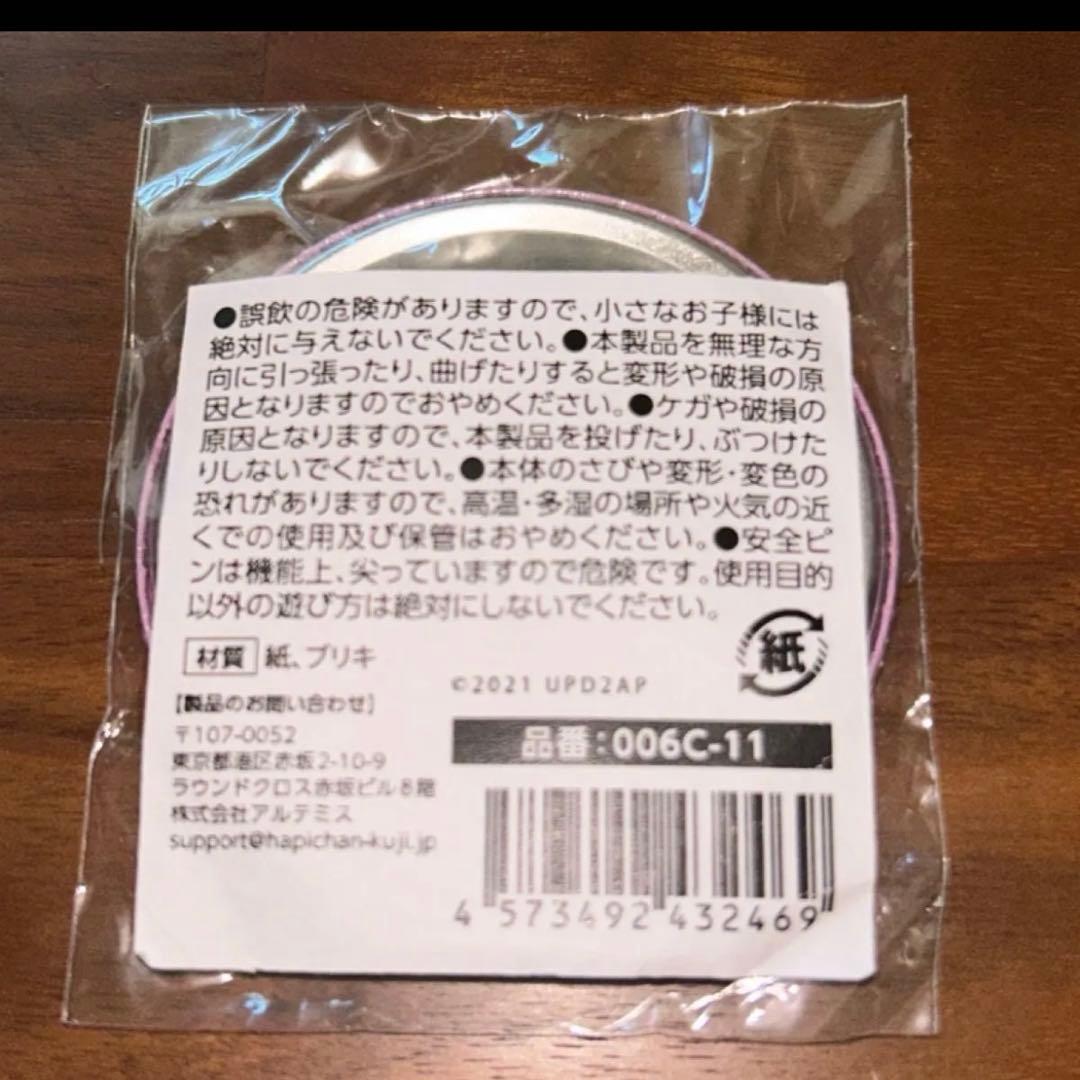 ●誤飲の危険がありますので、小さなお子様には
絶対に与えないでください。●本製品を無理な方
向に引っ張ったり、曲げたりすると変形や破損の原
因となりますのでおやめください。●ケガや破損の
原因となりますので、本製品を投げたり、ぶつけた
りしないでください。●本体のさびや変形・変色の
恐れがありますので、高温・多湿の場所や火気の近
くでの使用及び保管はおやめください。●安全ピ
ンは機能上、尖っていますので危険です。使用目的
以外の遊び方は絶対にしないでください。
紙
材質 紙、ブリキ
©2021 UPD2AP
【製品のお問い合わせ】
〒107-0052
東京都港区赤坂2-10-9
ラウンドクロス赤坂ビル8階
株式会社アルテミス
support@hapichan-kuji.jp
品番:006C-11
4 573492 432469